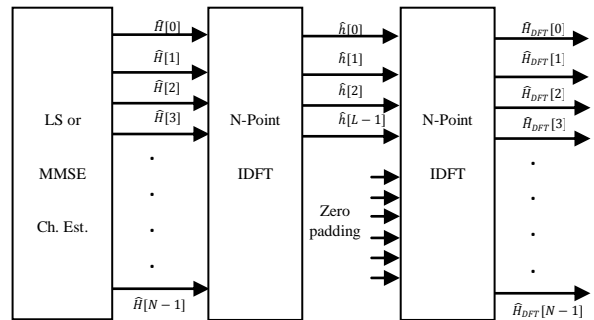 LS or
MMSE
Ch. Est.
Ĥ[0]
Ĥ[1]
Ĥ[2]
Ĥ[3]
Ĥ[N − 1]
N-Point
IDFT
ĥ[0]
ĥ[1]
ĥ[2]
ĥ[L − 1]
Zero
padding
N-Point
IDFT
Ĥ_DFT[0]
Ĥ_DFT[1]
Ĥ_DFT[2]
Ĥ_DFT[3]
Ĥ_DFT[N − 1]